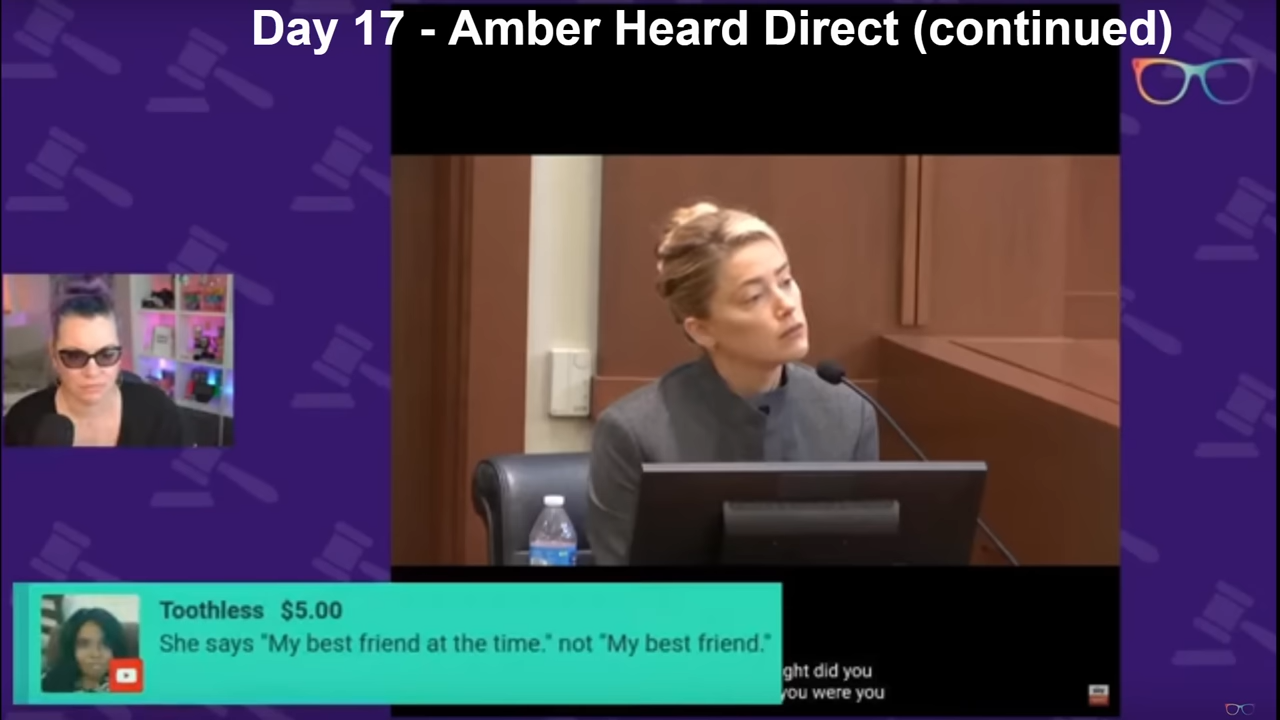 Day 17 - Amber Heard Direct (continued)
Toothless $5.00
She says "My best friend at the time." not "My best friend."
ght did you
you were you
sky